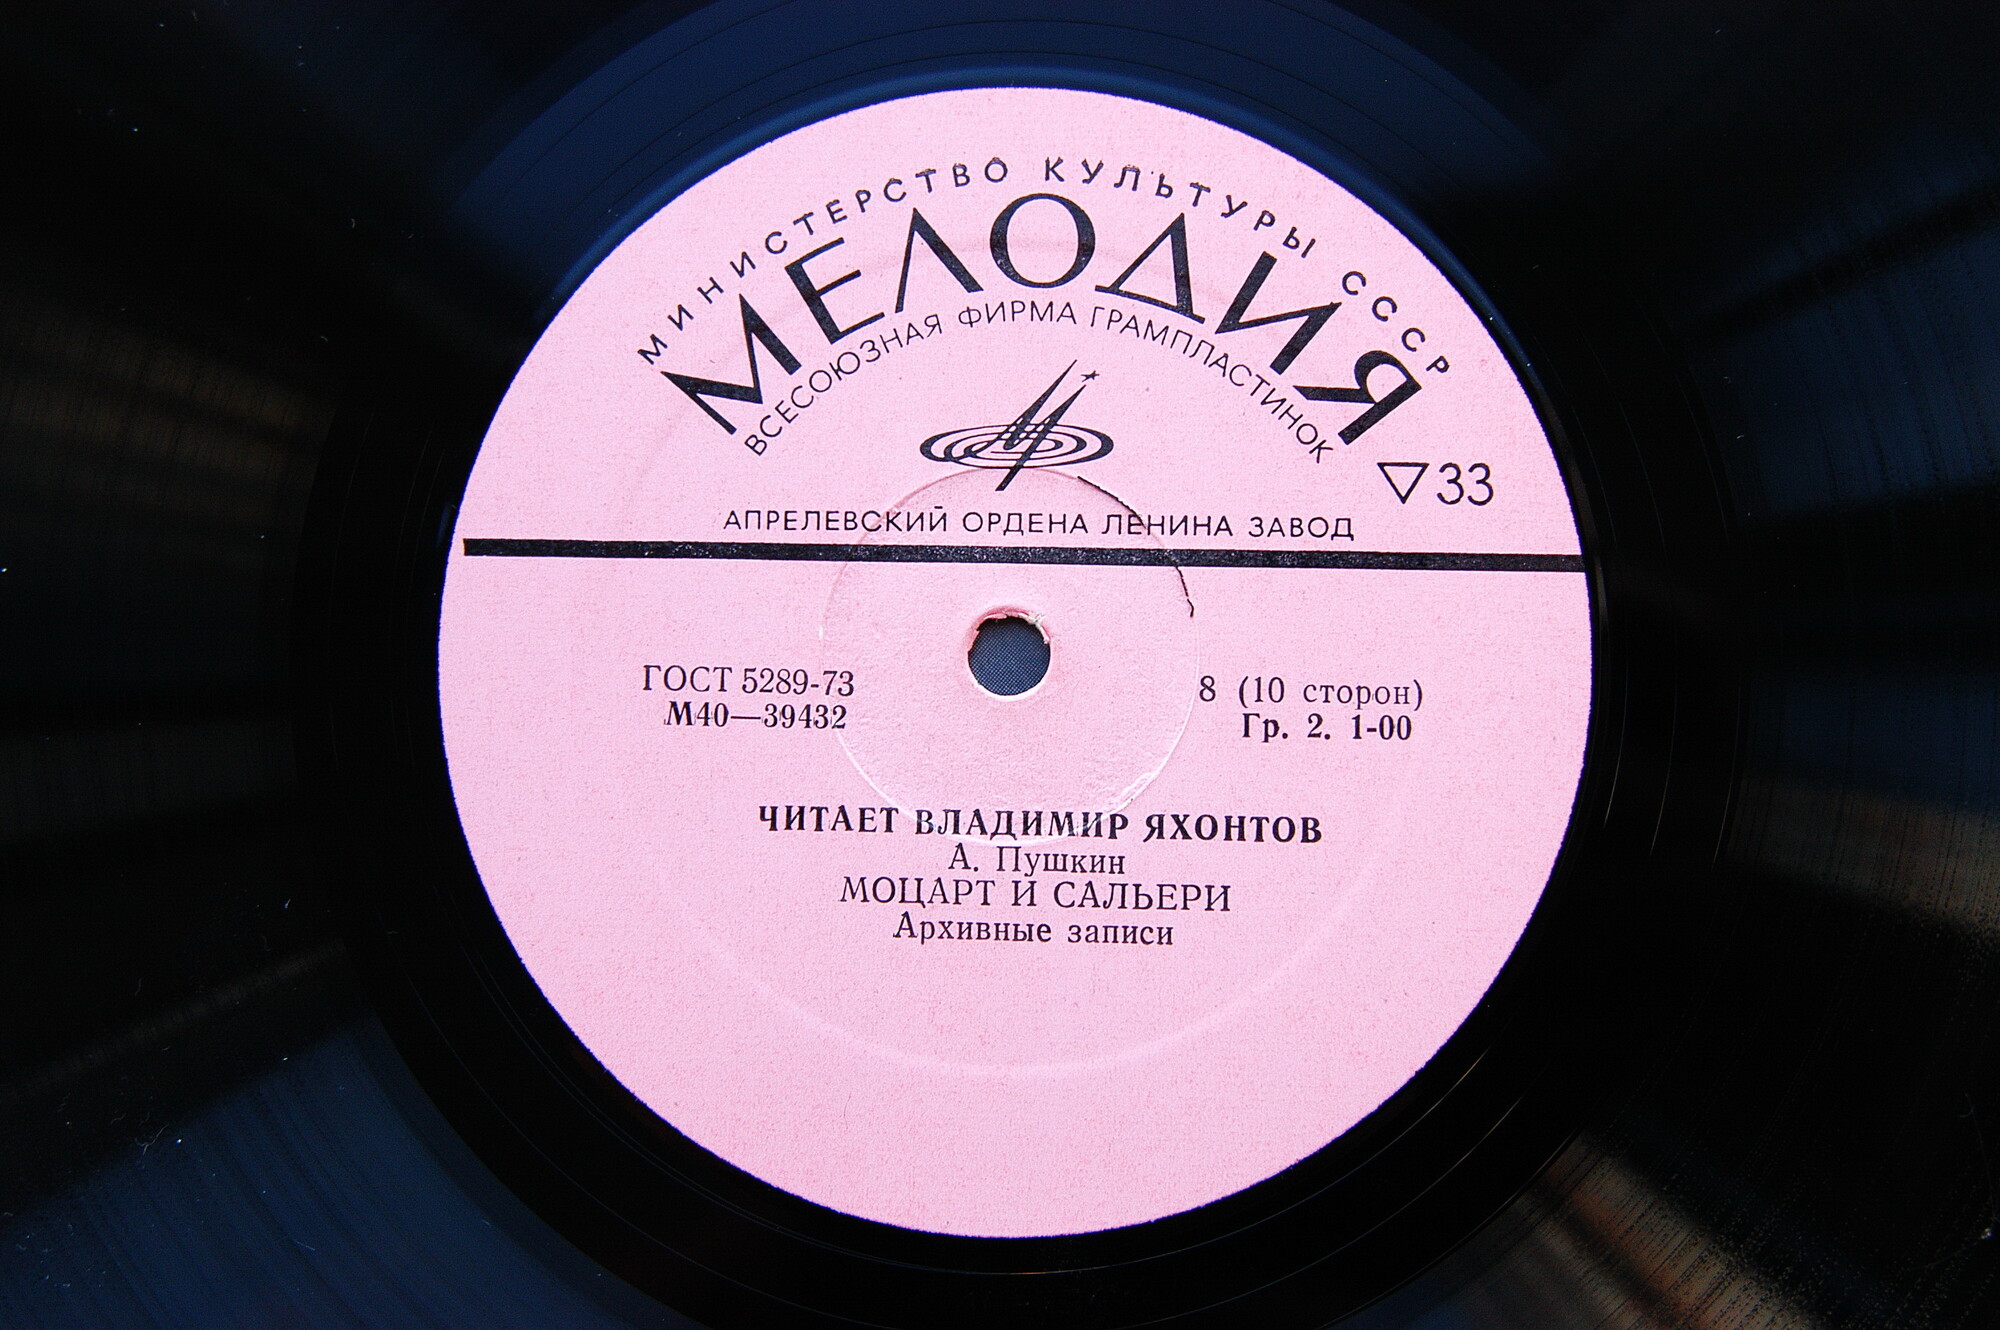 МИНИСТЕРСТВО КУЛЬТУРЫ СССР
МЕЛОДИЯ
ВСЕСОЮЗНАЯ ФИРМА ГРАМПЛАСТИНОК
▽33
АПРЕЛЕВСКИЙ ОРДЕНА ЛЕНИНА ЗАВОД
ГОСТ 5289-73
М40—39432
8 (10 сторон)
Гр. 2. 1-00
ЧИТАЕТ ВЛАДИМИР ЯХОНТОВ
А. Пушкин
МОЦАРТ И САЛЬЕРИ
Архивные записи